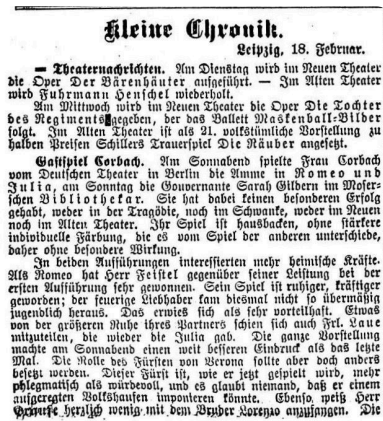 Kleine Chronik.
Leipzig, 18. Februar.
— Theaternachrichten. Am Dienstag wird im Neuen Theater
die Oper Der Bärenhäuter aufgeführt. — Im Alten Theater
wird Fuhrmann Henschel wiederholt.
Am Mittwoch wird im Neuen Theater die Oper Die Tochter
des Regiments gegeben, der das Ballett Maskenball-Bilder
folgt. Im Alten Theater ist als 21. volkstümliche Vorstellung zu
halben Preisen Schillers Trauerspiel Die Räuber angesetzt.
Gastspiel Corbach. Am Sonnabend spielte Frau Corbach
vom Deutschen Theater in Berlin die Amme in Romeo und
Julia, am Sonntag die Gouvernante Sarah Gildern im Moser-
schen Bibliothekar. Sie hat dabei keinen besonderen Erfolg
gehabt, weder in der Tragödie, noch im Schwanke, weder im Neuen
noch im Alten Theater. Ihr Spiel ist hausbacken, ohne stärkere
individuelle Färbung, die es vom Spiel der anderen unterschiede,
daher ohne besondere Wirkung.
In beiden Aufführungen interessierten mehr heimische Kräfte.
Als Romeo hat Herr Feistel gegenüber seiner Leistung bei der
ersten Aufführung sehr gewonnen. Sein Spiel ist ruhiger, kräftiger
geworden; der feurige Liebhaber kam diesmal nicht so übermäßig
jugendlich heraus. Das erwies sich als sehr vorteilhaft. Etwas
von der größeren Ruhe ihres Partners schien sich auch Frl. Laue
mitzuteilen, die wieder die Julia gab. Die ganze Vorstellung
machte am Sonnabend einen weit besseren Eindruck als das letzte
Mal. Die Rolle des Fürsten von Verona sollte aber doch anders
besetzt werden. Dieser Fürst ist, wie er jetzt gespielt wird, mehr
phlegmatisch als würdevoll, und es glaubt niemand, daß er einem
aufgeregten Volkshaufen imponieren könnte. Ebenso weiß Herr
herzlich wenig mit dem Bruder Lorenzo anzufangen. Die